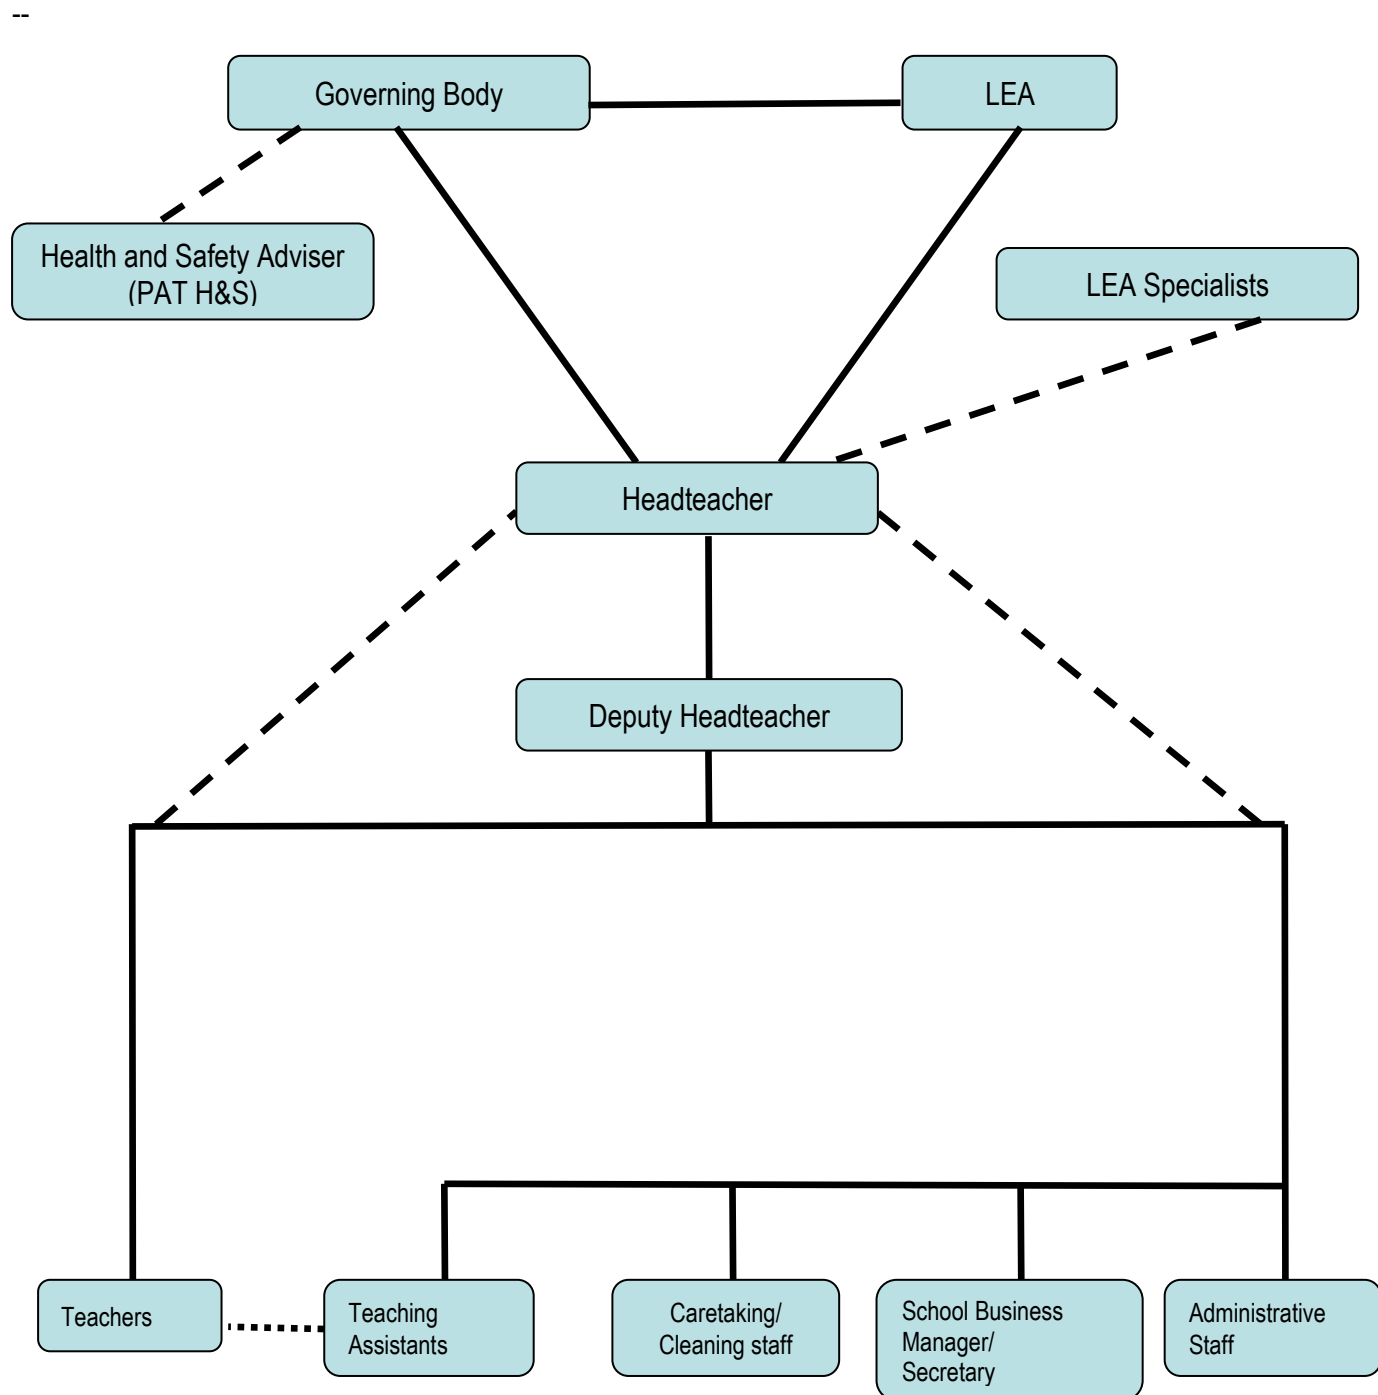 --
Governing Body
LEA
Health and Safety Adviser
(PAT H&S)
LEA Specialists
Headteacher
Deputy Headteacher
Teachers
Teaching
Assistants
Caretaking/
Cleaning staff
School Business
Manager/
Secretary
Administrative
Staff